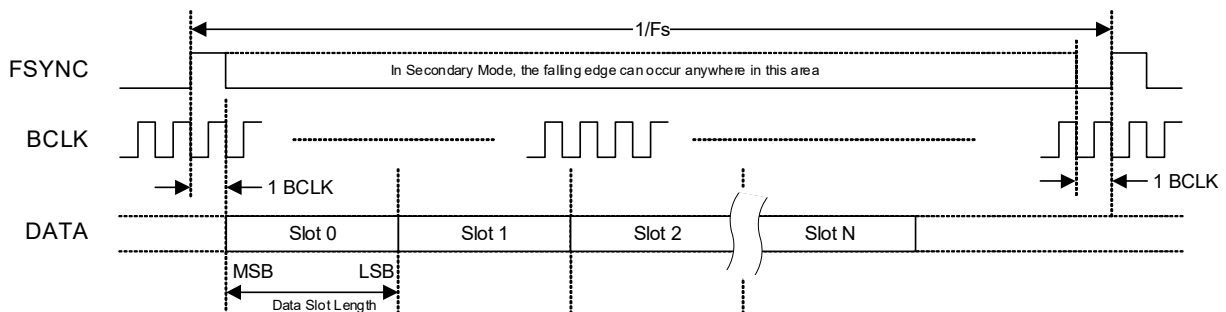 1/Fs
FSYNC
In Secondary Mode, the falling edge can occur anywhere in this area
BCLK
1 BCLK
1 BCLK
DATA
Slot 0
Slot 1
Slot 2
Slot N
MSB
LSB
Data Slot Length